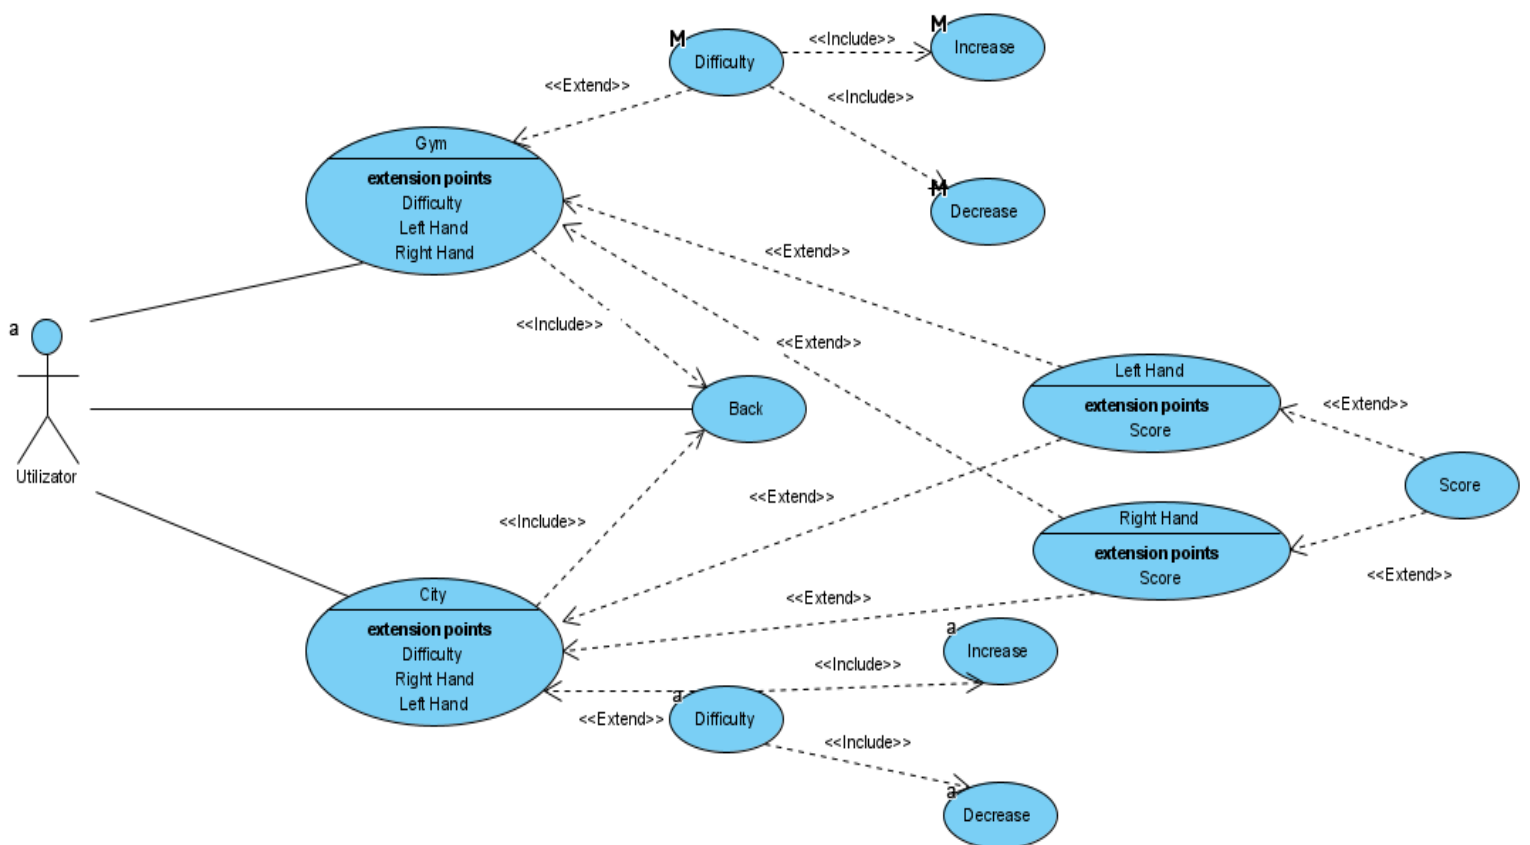 M
Difficulty
<<Include>>
M
Increase
<<Extend>>
<<Include>>
Gym
extension points
Difficulty
Left Hand
Right Hand
M
Decrease
<<Extend>>
a
<<Include>>
<<Extend>>
Utilizator
Back
Left Hand
extension points
Score
<<Extend>>
Score
<<Extend>>
<<Include>>
Right Hand
extension points
Score
<<Extend>>
City
extension points
Difficulty
Right Hand
Left Hand
<<Extend>>
a
Increase
<<Include>>
a
Difficulty
<<Extend>>
<<Include>>
a
Decrease